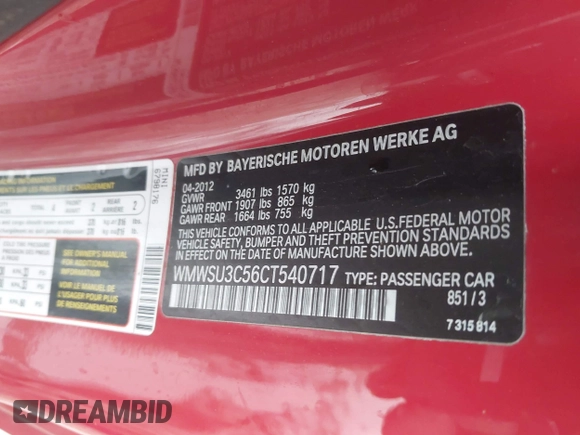 MFD BY BAYERISCHE MOTOREN WERKE AG
04-2012
GVWR 3461 lbs 1570 kg
GAWR FRONT 1907 lbs 865 kg
GAWR REAR 1664 lbs 755 kg
THIS VEHICLE CONFORMS TO ALL APPLICABLE U.S.FEDERAL MOTOR
VEHICLE SAFETY, BUMPER, AND THEFT PREVENTION STANDARDS
IN EFFECT ON THE DATE OF MANUFACTURE SHOWN ABOVE.
WMWSU3C56CT540717 TYPE: PASSENGER CAR
851 / 3
7 315 814
MINI
6798176
SEE OWNER'S MANUAL
FOR ADDITIONAL
INFORMATION
VOIR LE MANUEL
DE L'USAGER
POUR PLUS DE
RENSEIGNEMENTS
DREAMBID